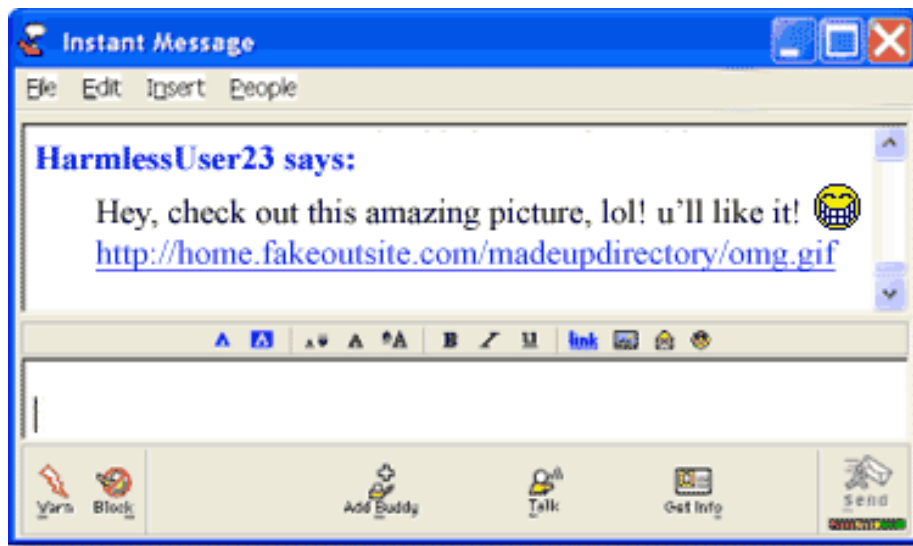 Instant Message
File Edit Insert People
HarmlessUser23 says:
Hey, check out this amazing picture, lol! u'll like it!
http://home.fakeoutsite.com/madeupdirectory/omg.gif
A A A A A B I U link
Warn Block Add Buddy Talk Get Info Send